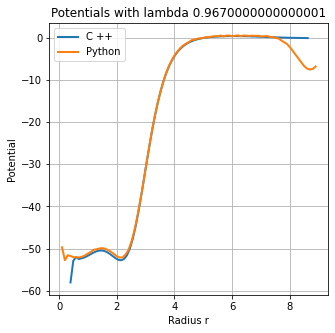 Potentials with lambda 0.9670000000000001
C ++
Python
0
−10
−20
−30
−40
−50
−60
Potential
0 2 4 6 8
Radius r